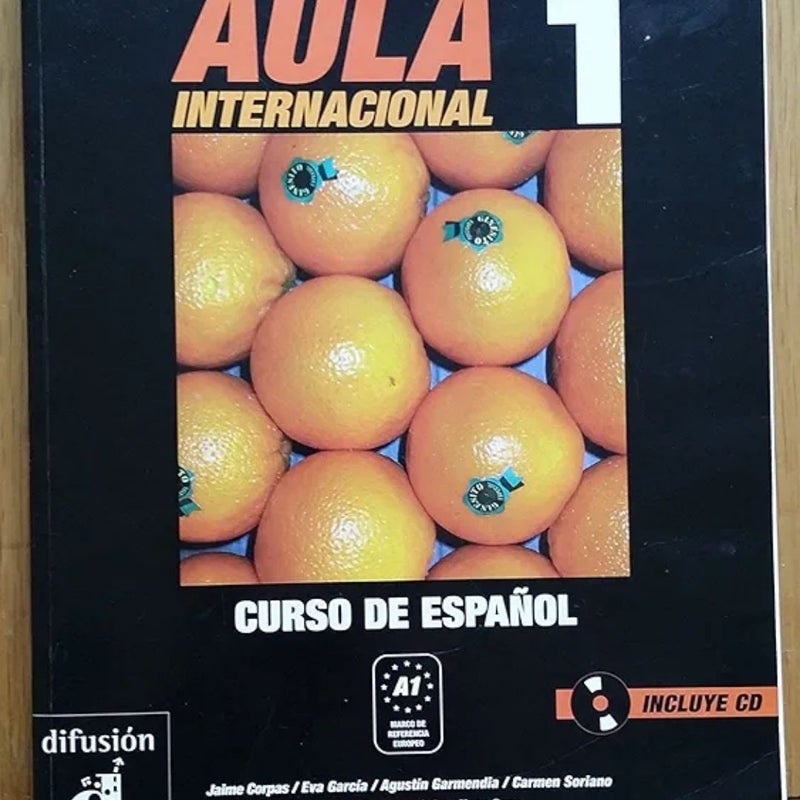 AULA 1
INTERNACIONAL
GENESITO
CURSO DE ESPAÑOL
A1
MARCO DE
REFERENCIA
EUROPEO
INCLUYE CD
difusión
Jaime Corpas / Eva García / Agustín Garmendia / Carmen Soriano